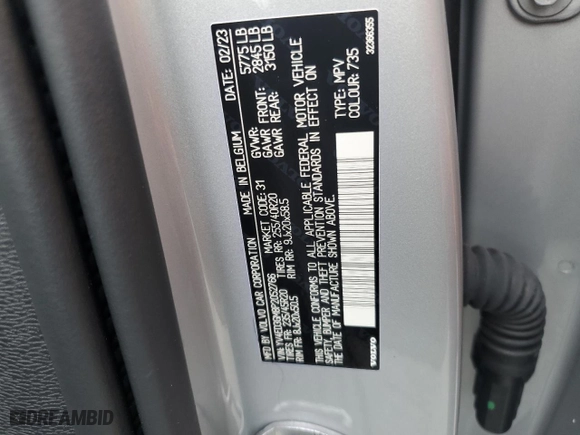 MFD BY VOLVO CAR CORPORATION MADE IN BELGIUM DATE: 02/23
MARKET CODE: 31 GVWR: 5775 LB
TIRES FR: 235/45R20 TIRES RR: 255/40R20 GAWR FRONT: 2845 LB
RIM FR: 8Jx20x50.5 RIM RR: 9Jx20x58.5 GAWR REAR: 3150 LB
THIS VEHICLE CONFORMS TO ALL APPLICABLE FEDERAL MOTOR VEHICLE
SAFETY, BUMPER AND THEFT PREVENTION STANDARDS IN EFFECT ON
THE DATE OF MANUFACTURE SHOWN ABOVE.
TYPE: MPV
COLOUR: 735
VOLVO
32368355
DREAMBID